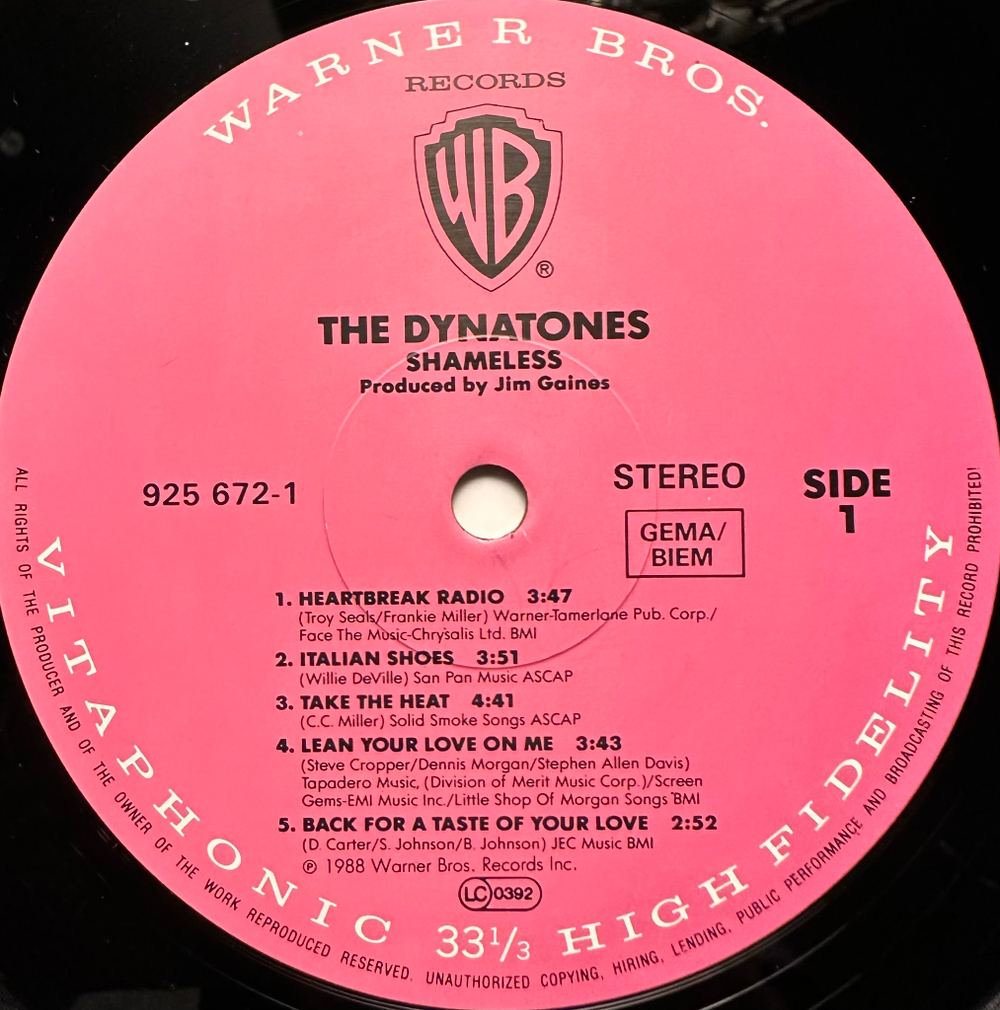 WARNER BROS.
RECORDS
WB
®
THE DYNATONES
SHAMELESS
Produced by Jim Gaines
925 672-1
STEREO
SIDE
1
GEMA/
BIEM
1. HEARTBREAK RADIO 3:47
(Troy Seals/Frankie Miller) Warner-Tamerlane Pub. Corp./
Face The Music-Chrysalis Ltd. BMI
2. ITALIAN SHOES 3:51
(Willie DeVille) San Pan Music ASCAP
3. TAKE THE HEAT 4:41
(C.C. Miller) Solid Smoke Songs ASCAP
4. LEAN YOUR LOVE ON ME 3:43
(Steve Cropper/Dennis Morgan/Stephen Allen Davis)
Tapadero Music, (Division of Merit Music Corp.)/Screen
Gems-EMI Music Inc./Little Shop Of Morgan Songs BMI
5. BACK FOR A TASTE OF YOUR LOVE 2:52
(D. Carter/S. Johnson/B. Johnson) JEC Music BMI
℗ 1988 Warner Bros. Records Inc.
LC 0392
VITAPHONIC 33 1/3 HIGH FIDELITY
ALL RIGHTS OF THE PRODUCER AND OF THE OWNER OF THE WORK REPRODUCED RESERVED. UNAUTHORIZED COPYING, HIRING, LENDING, PUBLIC PERFORMANCE AND BROADCASTING OF THIS RECORD PROHIBITED!